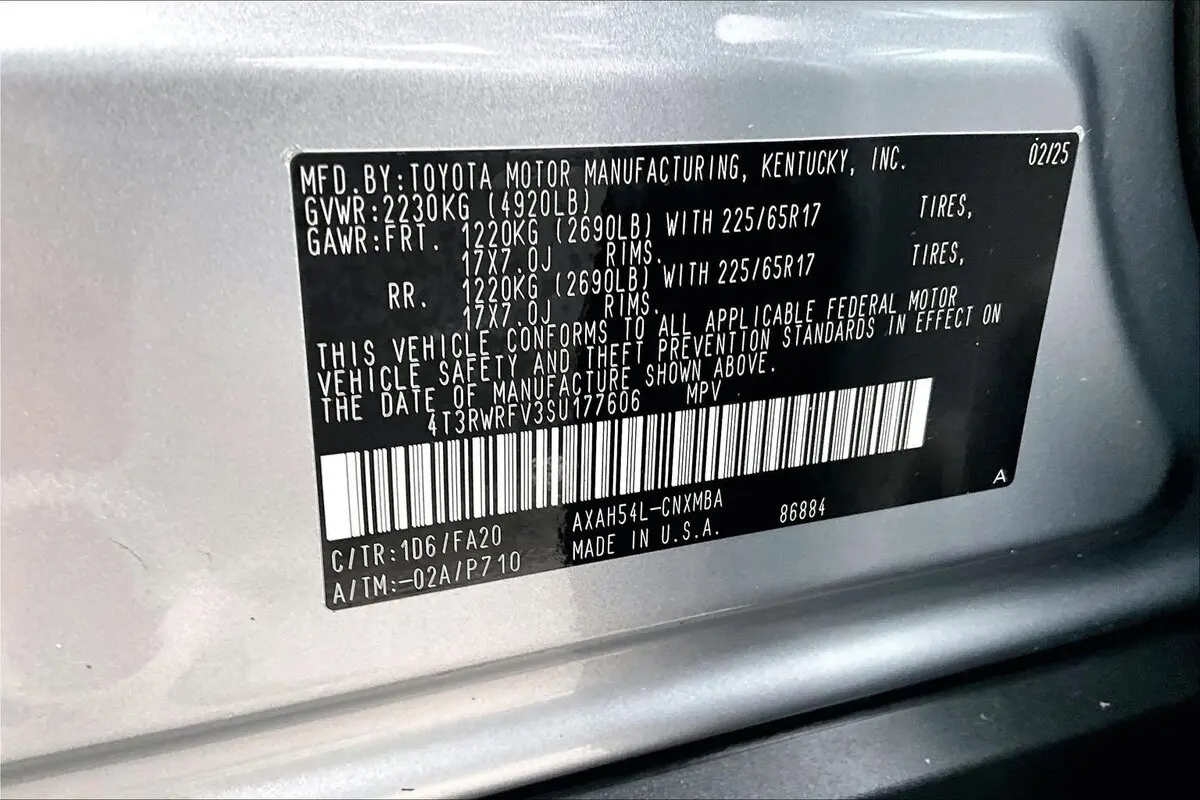 MFD.BY:TOYOTA MOTOR MANUFACTURING, KENTUCKY, INC. 02/25
GVWR:2230KG (4920LB)
GAWR:FRT. 1220KG (2690LB) WITH 225/65R17 TIRES,
17X7.0J RIMS.
RR. 1220KG (2690LB) WITH 225/65R17 TIRES,
17X7.0J RIMS.
THIS VEHICLE CONFORMS TO ALL APPLICABLE FEDERAL MOTOR
VEHICLE SAFETY AND THEFT PREVENTION STANDARDS IN EFFECT ON
THE DATE OF MANUFACTURE SHOWN ABOVE.
4T3RWRFV3SU177606 MPV
A
C/TR:1D6/FA20 AXAH54L-CNXMBA 86884
A/TM:-02A/P710 MADE IN U.S.A.